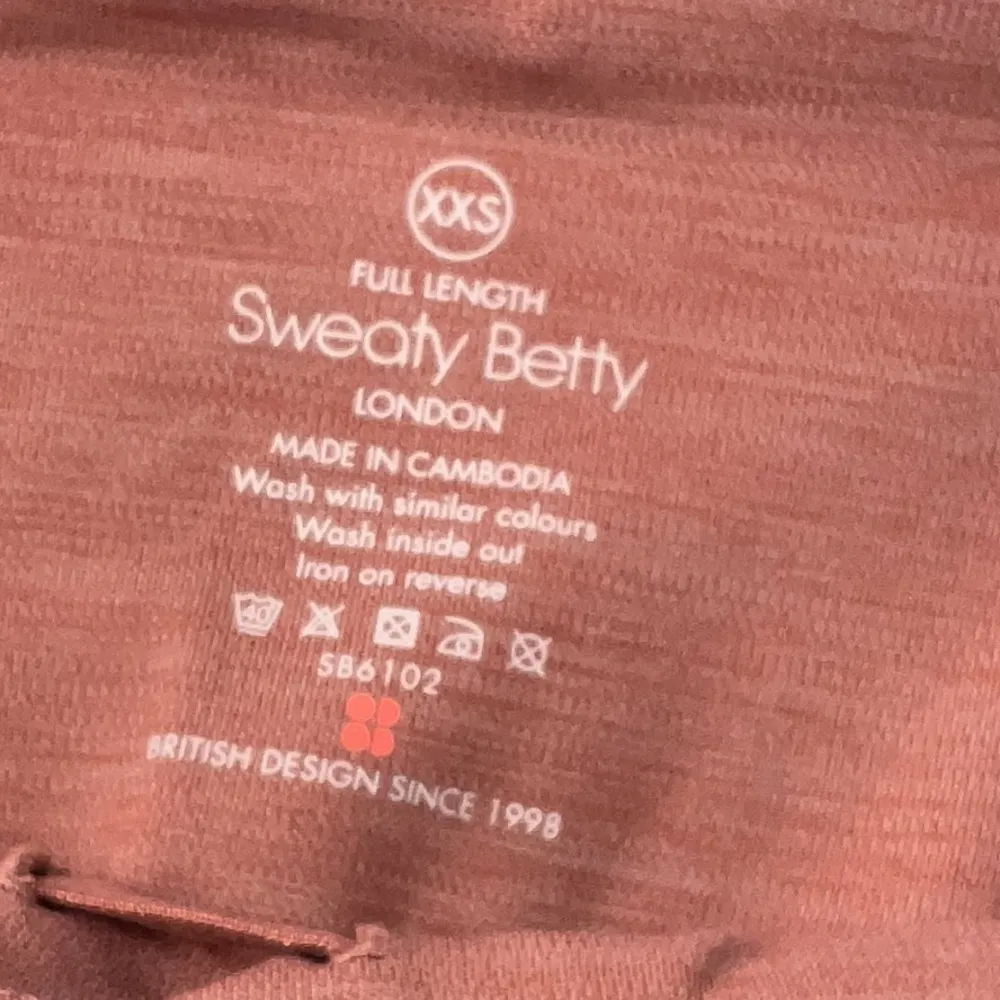 XXS
FULL LENGTH
Sweaty Betty
LONDON
MADE IN CAMBODIA
Wash with similar colours
Wash inside out
Iron on reverse
40
SB6102
BRITISH DESIGN SINCE 1998